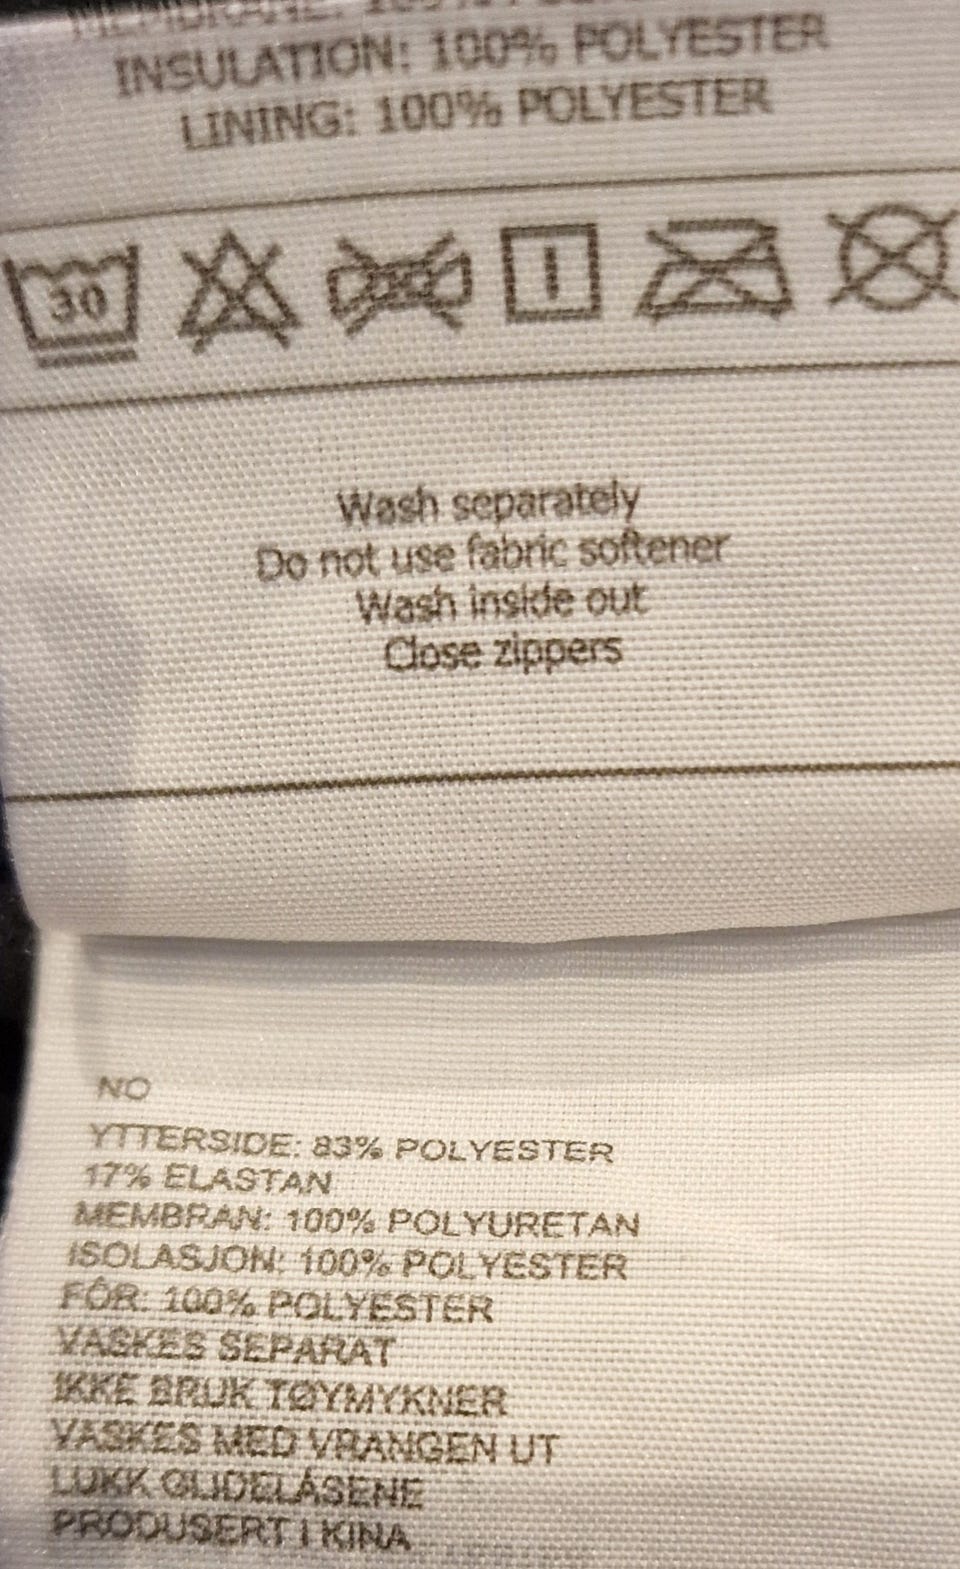 MEMBRANE: 100% 
INSULATION: 100% POLYESTER
LINING: 100% POLYESTER
30
Wash separately
Do not use fabric softener
Wash inside out
Close zippers
NO
YTTERSIDE: 83% POLYESTER
17% ELASTAN
MEMBRAN: 100% POLYURETAN
ISOLASJON: 100% POLYESTER
FÔR: 100% POLYESTER
VASKES SEPARAT
IKKE BRUK TØYMYKNER
VASKES MED VRANGEN UT
LUKK GLIDELÅSENE
PRODUSERT I KINA